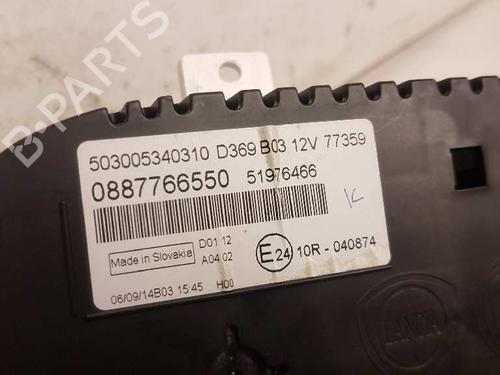 B-PARTS
503005340310 D369 B03 12V 77359
0887766550 51976466
Made in Slovakia
D01 12
A04 02
E24 10R - 040874
06/09/14B03 15:45 H00
LANCIA